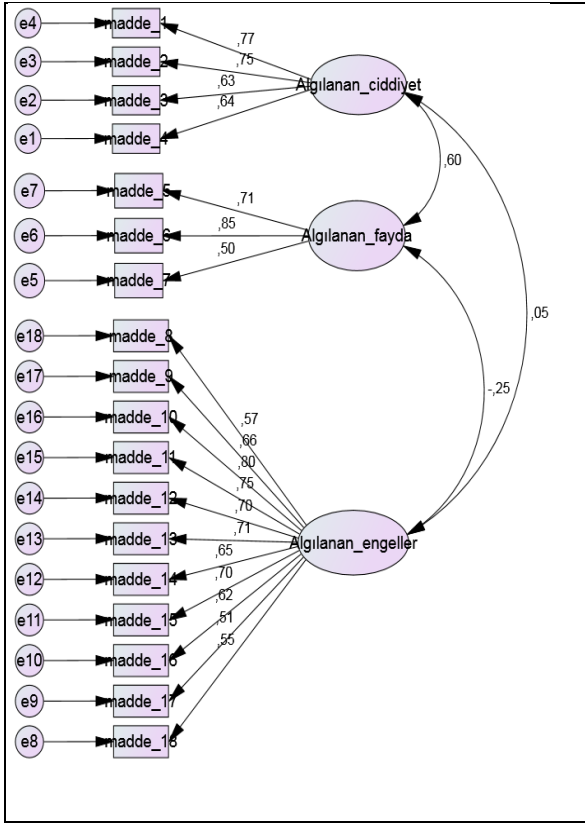 e4 madde_1
e3 madde_2
e2 madde_3
e1 madde_4
,77
,75
,63
,64
Algılanan_ciddiyet
,60
e7 madde_5
e6 madde_6
e5 madde_7
,71
,85
,50
Algılanan_fayda
,05
-,25
e18 madde_8
e17 madde_9
e16 madde_10
e15 madde_11
e14 madde_12
e13 madde_13
e12 madde_14
e11 madde_15
e10 madde_16
e9 madde_17
e8 madde_18
,57
,66
,80
,75
,70
,71
,65
,70
,62
,51
,55
Algılanan_engeller